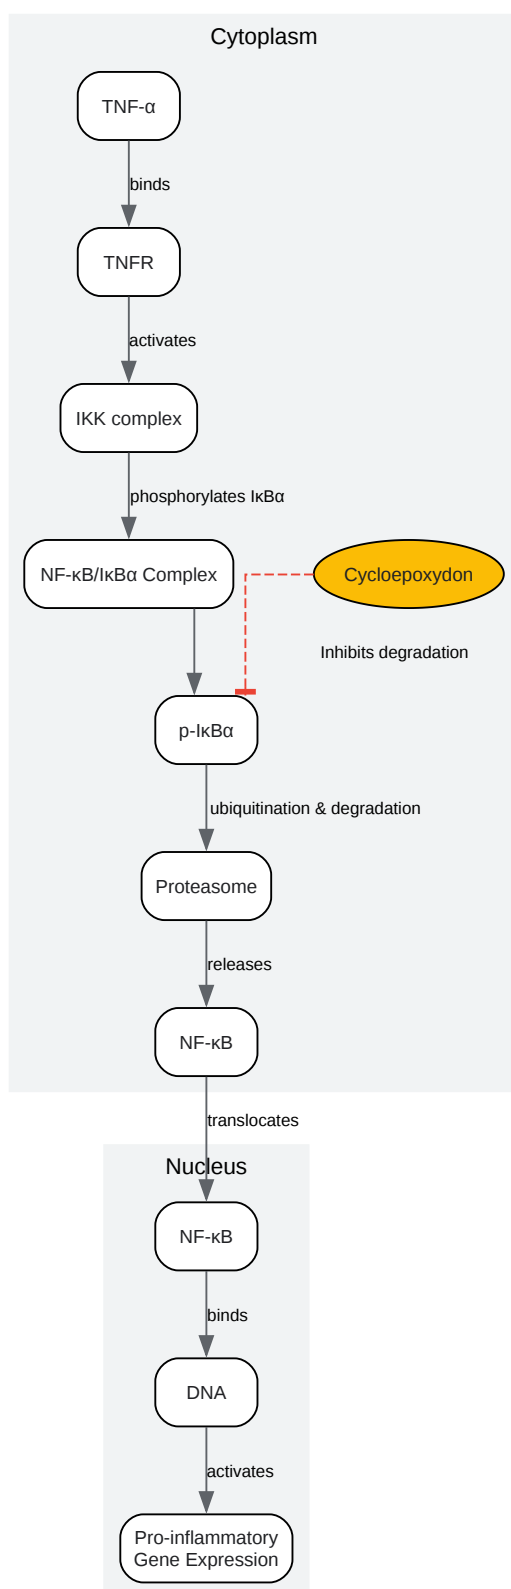 Cytoplasm
TNF-α
binds
TNFR
activates
IKK complex
phosphorylates IκBα
NF-κB/IκBα Complex
Cycloepoxydon
Inhibits degradation
p-IκBα
ubiquitination & degradation
Proteasome
releases
NF-κB
translocates
Nucleus
NF-κB
binds
DNA
activates
Pro-inflammatory
Gene Expression